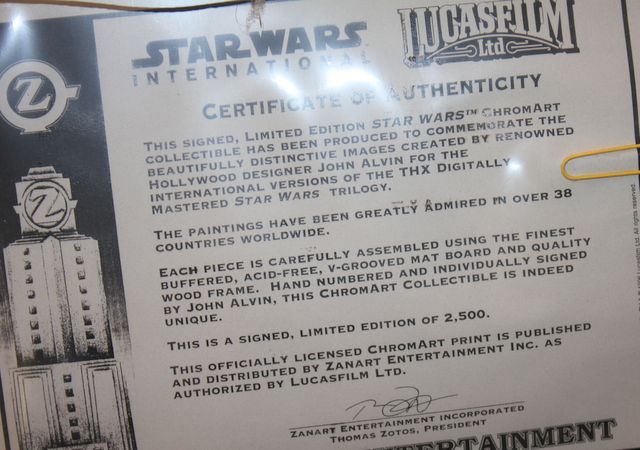 STAR WARS
INTERNATIONAL
LUCASFILM
Ltd
CERTIFICATE OF AUTHENTICITY
THIS SIGNED, LIMITED EDITION STAR WARS™ CHROMART
COLLECTIBLE HAS BEEN PRODUCED TO COMMEMORATE THE
BEAUTIFULLY DISTINCTIVE IMAGES CREATED BY RENOWNED
HOLLYWOOD DESIGNER JOHN ALVIN FOR THE
INTERNATIONAL VERSIONS OF THE THX DIGITALLY
MASTERED STAR WARS TRILOGY.
THE PAINTINGS HAVE BEEN GREATLY ADMIRED IN OVER 38
COUNTRIES WORLDWIDE.
EACH PIECE IS CAREFULLY ASSEMBLED USING THE FINEST
BUFFERED, ACID-FREE, V-GROOVED MAT BOARD AND QUALITY
WOOD FRAME. HAND NUMBERED AND INDIVIDUALLY SIGNED
BY JOHN ALVIN, THIS CHROMART COLLECTIBLE IS INDEED
UNIQUE.
THIS IS A SIGNED, LIMITED EDITION OF 2,500.
THIS OFFICIALLY LICENSED CHROMART PRINT IS PUBLISHED
AND DISTRIBUTED BY ZANART ENTERTAINMENT INC. AS
AUTHORIZED BY LUCASFILM LTD.
ZANART ENTERTAINMENT INCORPORATED
THOMAS ZOTOS, PRESIDENT
ENTERTAINMENT
Z
Z